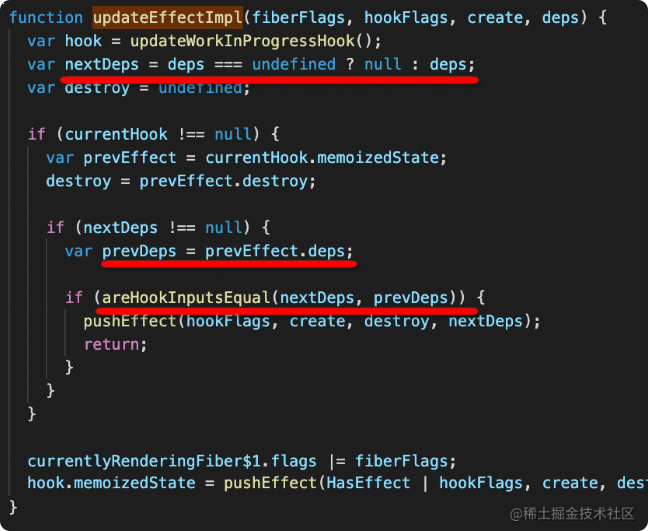 function updateEffectImpl(fiberFlags, hookFlags, create, deps) {
  var hook = updateWorkInProgressHook();
  var nextDeps = deps === undefined ? null : deps;
  var destroy = undefined;

  if (currentHook !== null) {
    var prevEffect = currentHook.memoizedState;
    destroy = prevEffect.destroy;

    if (nextDeps !== null) {
      var prevDeps = prevEffect.deps;

      if (areHookInputsEqual(nextDeps, prevDeps)) {
        pushEffect(hookFlags, create, destroy, nextDeps);
        return;
      }
    }
  }

  currentlyRenderingFiber$1.flags |= fiberFlags;
  hook.memoizedState = pushEffect(HasEffect | hookFlags, create, des
}
@稀土掘金技术社区